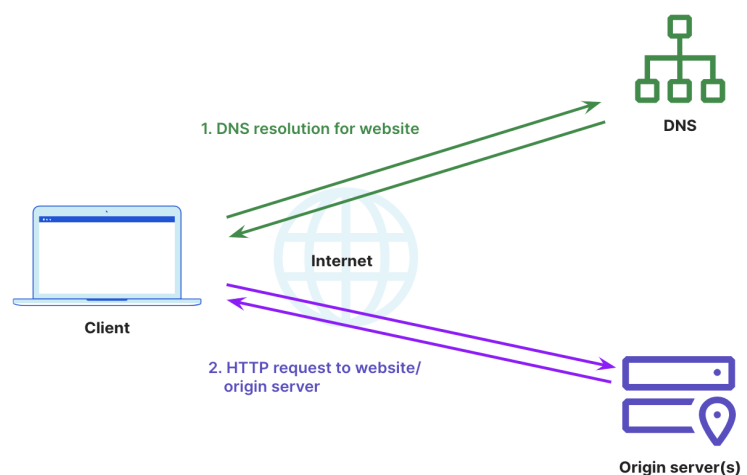 DNS
1. DNS resolution for website
Internet
Client
2. HTTP request to website/
origin server
Origin server(s)